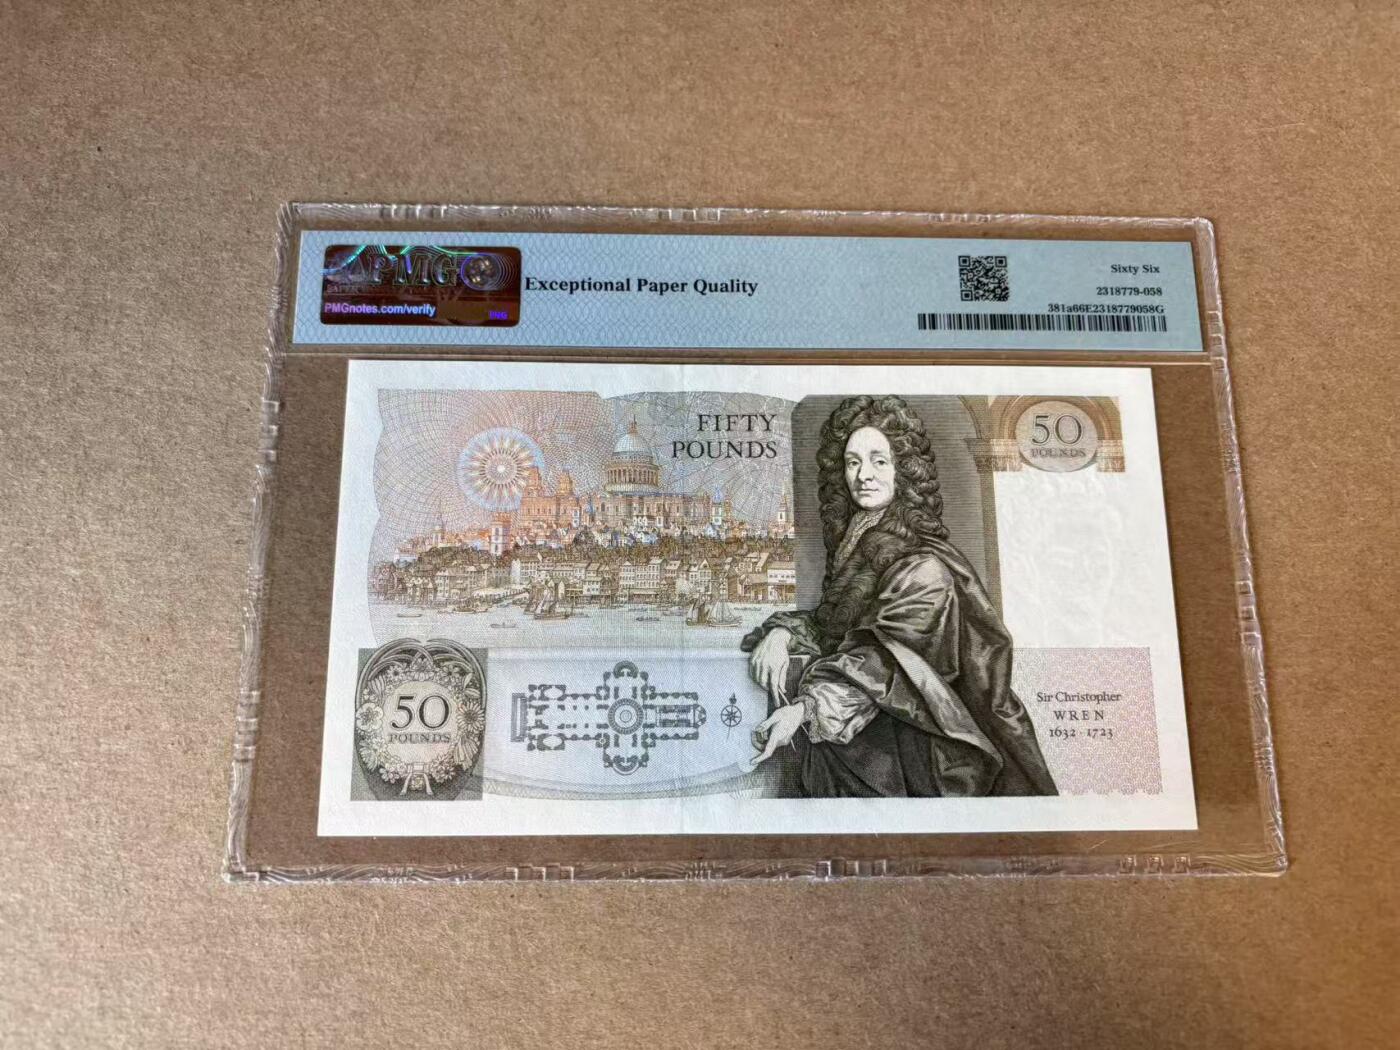 PMG
PMGnotes.com/verify
PMG
Exceptional Paper Quality
Sixty Six
2318779-058
381a66E2318779058G
FIFTY
POUNDS
50
POUNDS
50
POUNDS
Sir Christopher
WREN
1632 · 1723